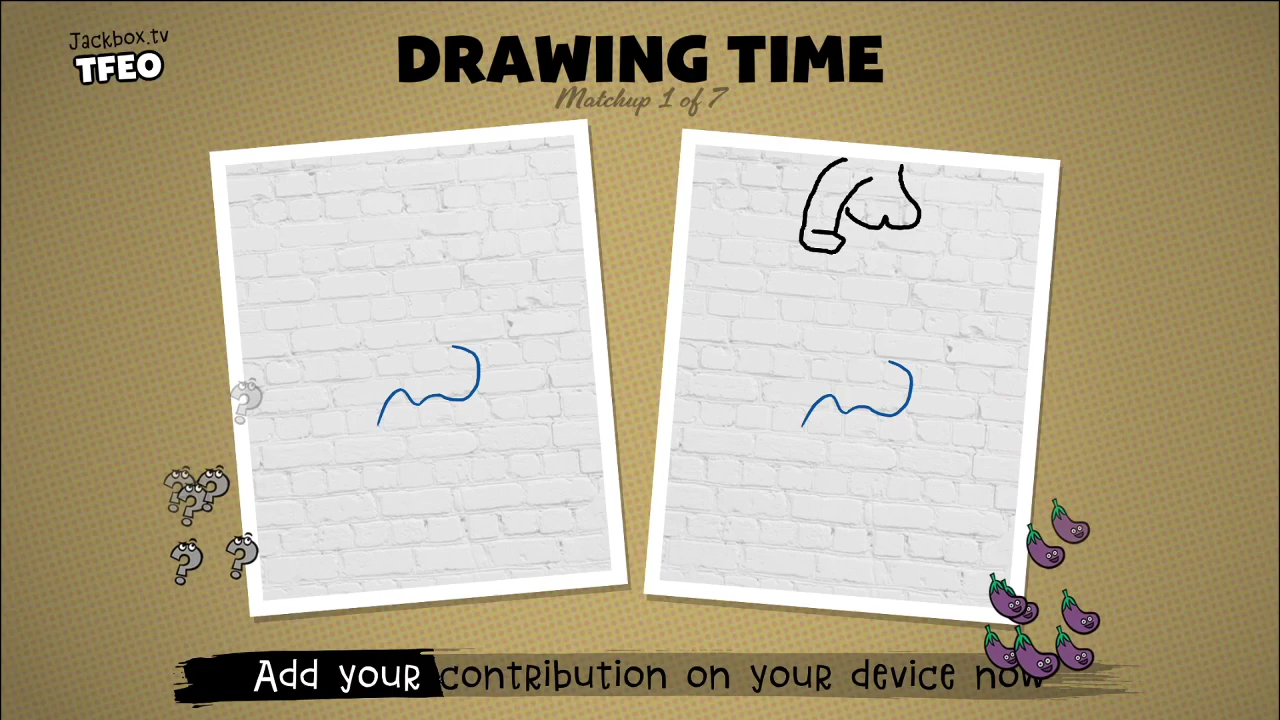 Jackbox.tv
TFEO
DRAWING TIME
Matchup 1 of 7
Add your contribution on your device now